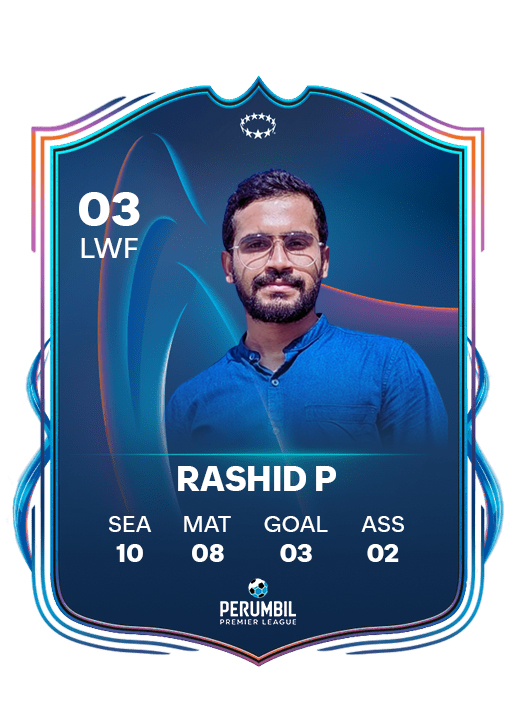 03
LWF
RASHID P
SEA MAT GOAL ASS
10 08 03 02
PERUMBIL
PREMIER LEAGUE